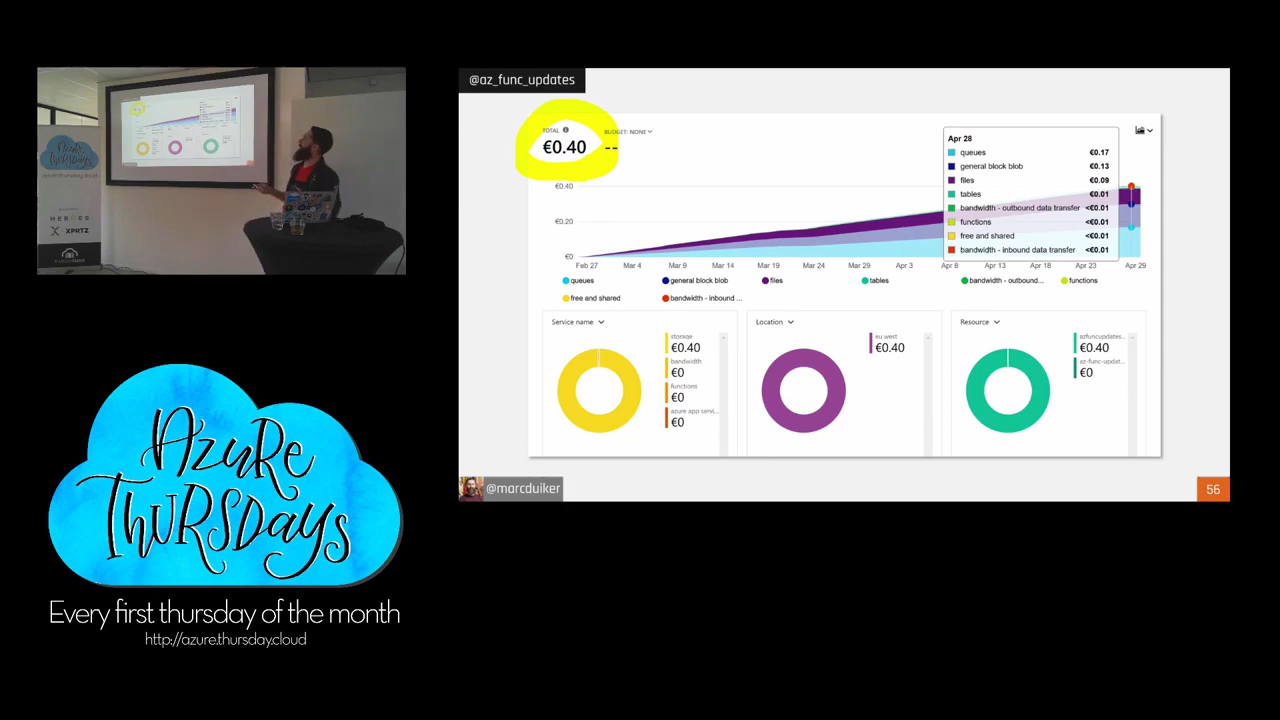 @az_func_updates
TOTAL
BUDGET: NONE
€0.40
--
€0.40
€0.20
€0
Apr 28
queues €0.17
general block blob €0.13
files €0.09
tables €0.01
bandwidth - outbound data transfer <€0.01
functions <€0.01
free and shared <€0.01
bandwidth - inbound data transfer <€0.01
Feb 27 Mar 4 Mar 9 Mar 14 Mar 19 Mar 24 Mar 29 Apr 3 Apr 8 Apr 13 Apr 18 Apr 23 Apr 29
queues general block blob files tables bandwidth - outbound... functions
free and shared bandwidth - inbound ...
Service name
storage
€0.40
bandwidth
€0
functions
€0
azure app servi...
€0
Location
eu west
€0.40
Resource
azfuncupdates...
€0.40
az-func-updat...
€0
@marcduiker
56
AZURE
THURSDAYS
HEROES
XPRTZ
AZURE
THURSDAYS
Every first thursday of the month
http://azure.thursday.cloud